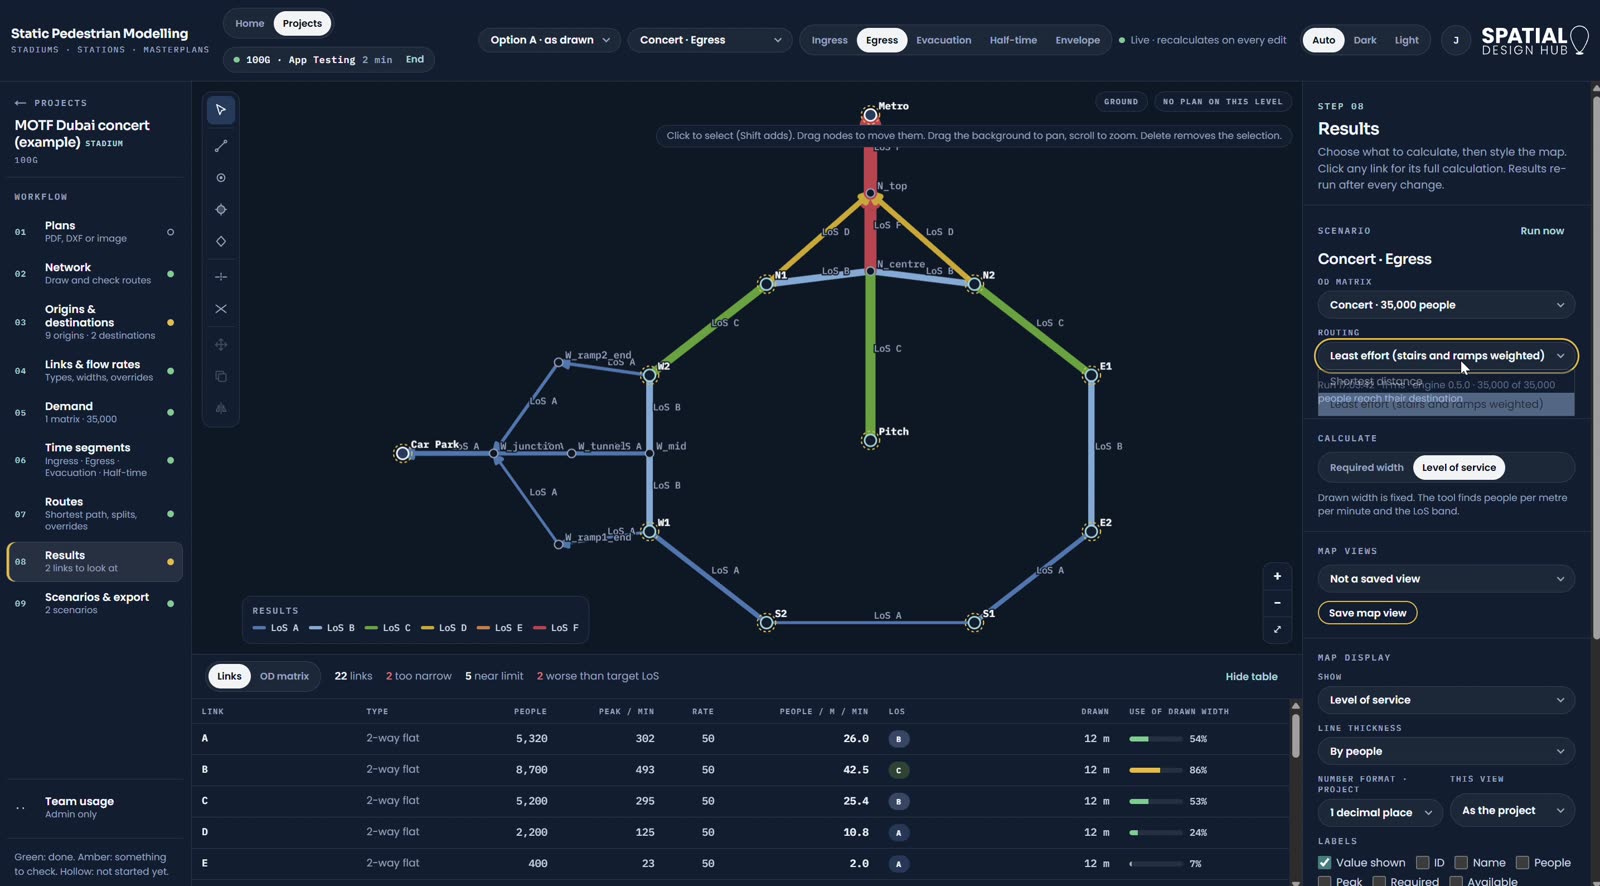 Static Pedestrian Modelling
STADIUMS · STATIONS · MASTERPLANS
Home
Projects
100G · App Testing 2 min End
Option A · as drawn
Concert · Egress
Ingress
Egress
Evacuation
Half-time
Envelope
Live · recalculates on every edit
Auto
Dark
Light
J
SPATIAL
DESIGN HUB
← PROJECTS
MOTF Dubai concert
(example) STADIUM
100G
WORKFLOW
01 Plans
PDF, DXF or image
02 Network
Draw and check routes
03 Origins &
destinations
9 origins · 2 destinations
04 Links & flow rates
Types, widths, overrides
05 Demand
1 matrix · 35,000
06 Time segments
Ingress · Egress ·
Evacuation · Half-time
07 Routes
Shortest path, splits,
overrides
08 Results
2 links to look at
09 Scenarios & export
2 scenarios
Team usage
Admin only
Green: done. Amber: something
to check. Hollow: not started yet.
GROUND
NO PLAN ON THIS LEVEL
Click to select (Shift adds). Drag nodes to move them. Drag the background to pan, scroll to zoom. Delete removes the selection.
Metro
LoS F
N_top
LoS D
LoS F
LoS D
N_centre
N1
LoS B
LoS B
N2
LoS C
LoS C
LoS C
W_ramp2_end
LoS A
W2
E1
LoS A
LoS B
Pitch
Car Park
S A
W_junction
W_tunnel
S A
W_mid
LoS B
LoS A
LoS B
W1
E2
LoS A
W_ramp1_end
LoS A
LoS A
S2
LoS A
S1
RESULTS
LoS A
LoS B
LoS C
LoS D
LoS E
LoS F
+
−
Links
OD matrix
22 links
2 too narrow
5 near limit
2 worse than target LoS
Hide table
LINK TYPE PEOPLE PEAK / MIN RATE PEOPLE / M / MIN LOS DRAWN USE OF DRAWN WIDTH
A 2-way flat 5,320 302 50 26.0 B 12 m 54%
B 2-way flat 8,700 493 50 42.5 C 12 m 86%
C 2-way flat 5,200 295 50 25.4 B 12 m 53%
D 2-way flat 2,200 125 50 10.8 A 12 m 24%
E 2-way flat 400 23 50 2.0 A 12 m 7%
STEP 08
Results
Choose what to calculate, then style the map.
Click any link for its full calculation. Results re-
run after every change.
SCENARIO
Run now
Concert · Egress
OD MATRIX
Concert · 35,000 people
ROUTING
Least effort (stairs and ramps weighted)
Shortest distance
engine 0.5.0 · 35,000 of 35,000
people reach their destination
Least effort (stairs and ramps weighted)
CALCULATE
Required width
Level of service
Drawn width is fixed. The tool finds people per metre
per minute and the LoS band.
MAP VIEWS
Not a saved view
Save map view
MAP DISPLAY
SHOW
Level of service
LINE THICKNESS
By people
NUMBER FORMAT ·
PROJECT
THIS VIEW
1 decimal place
As the project
LABELS
Value shown
ID
Name
People
Peak
Required
Available